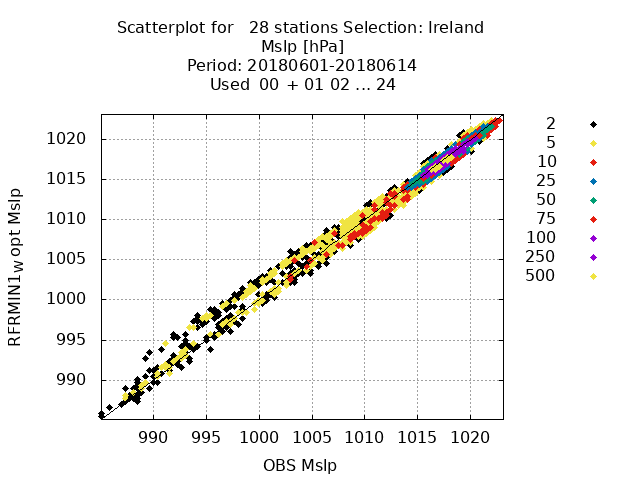 Scatterplot for   28 stations Selection: Ireland
Mslp [hPa]
Period: 20180601-20180614
Used  00 + 01 02 ... 24
2
5
10
25
50
75
100
250
500
1020
1015
1010
1005
1000
995
990
RFRMIN1wopt Mslp
990 995 1000 1005 1010 1015 1020
OBS Mslp